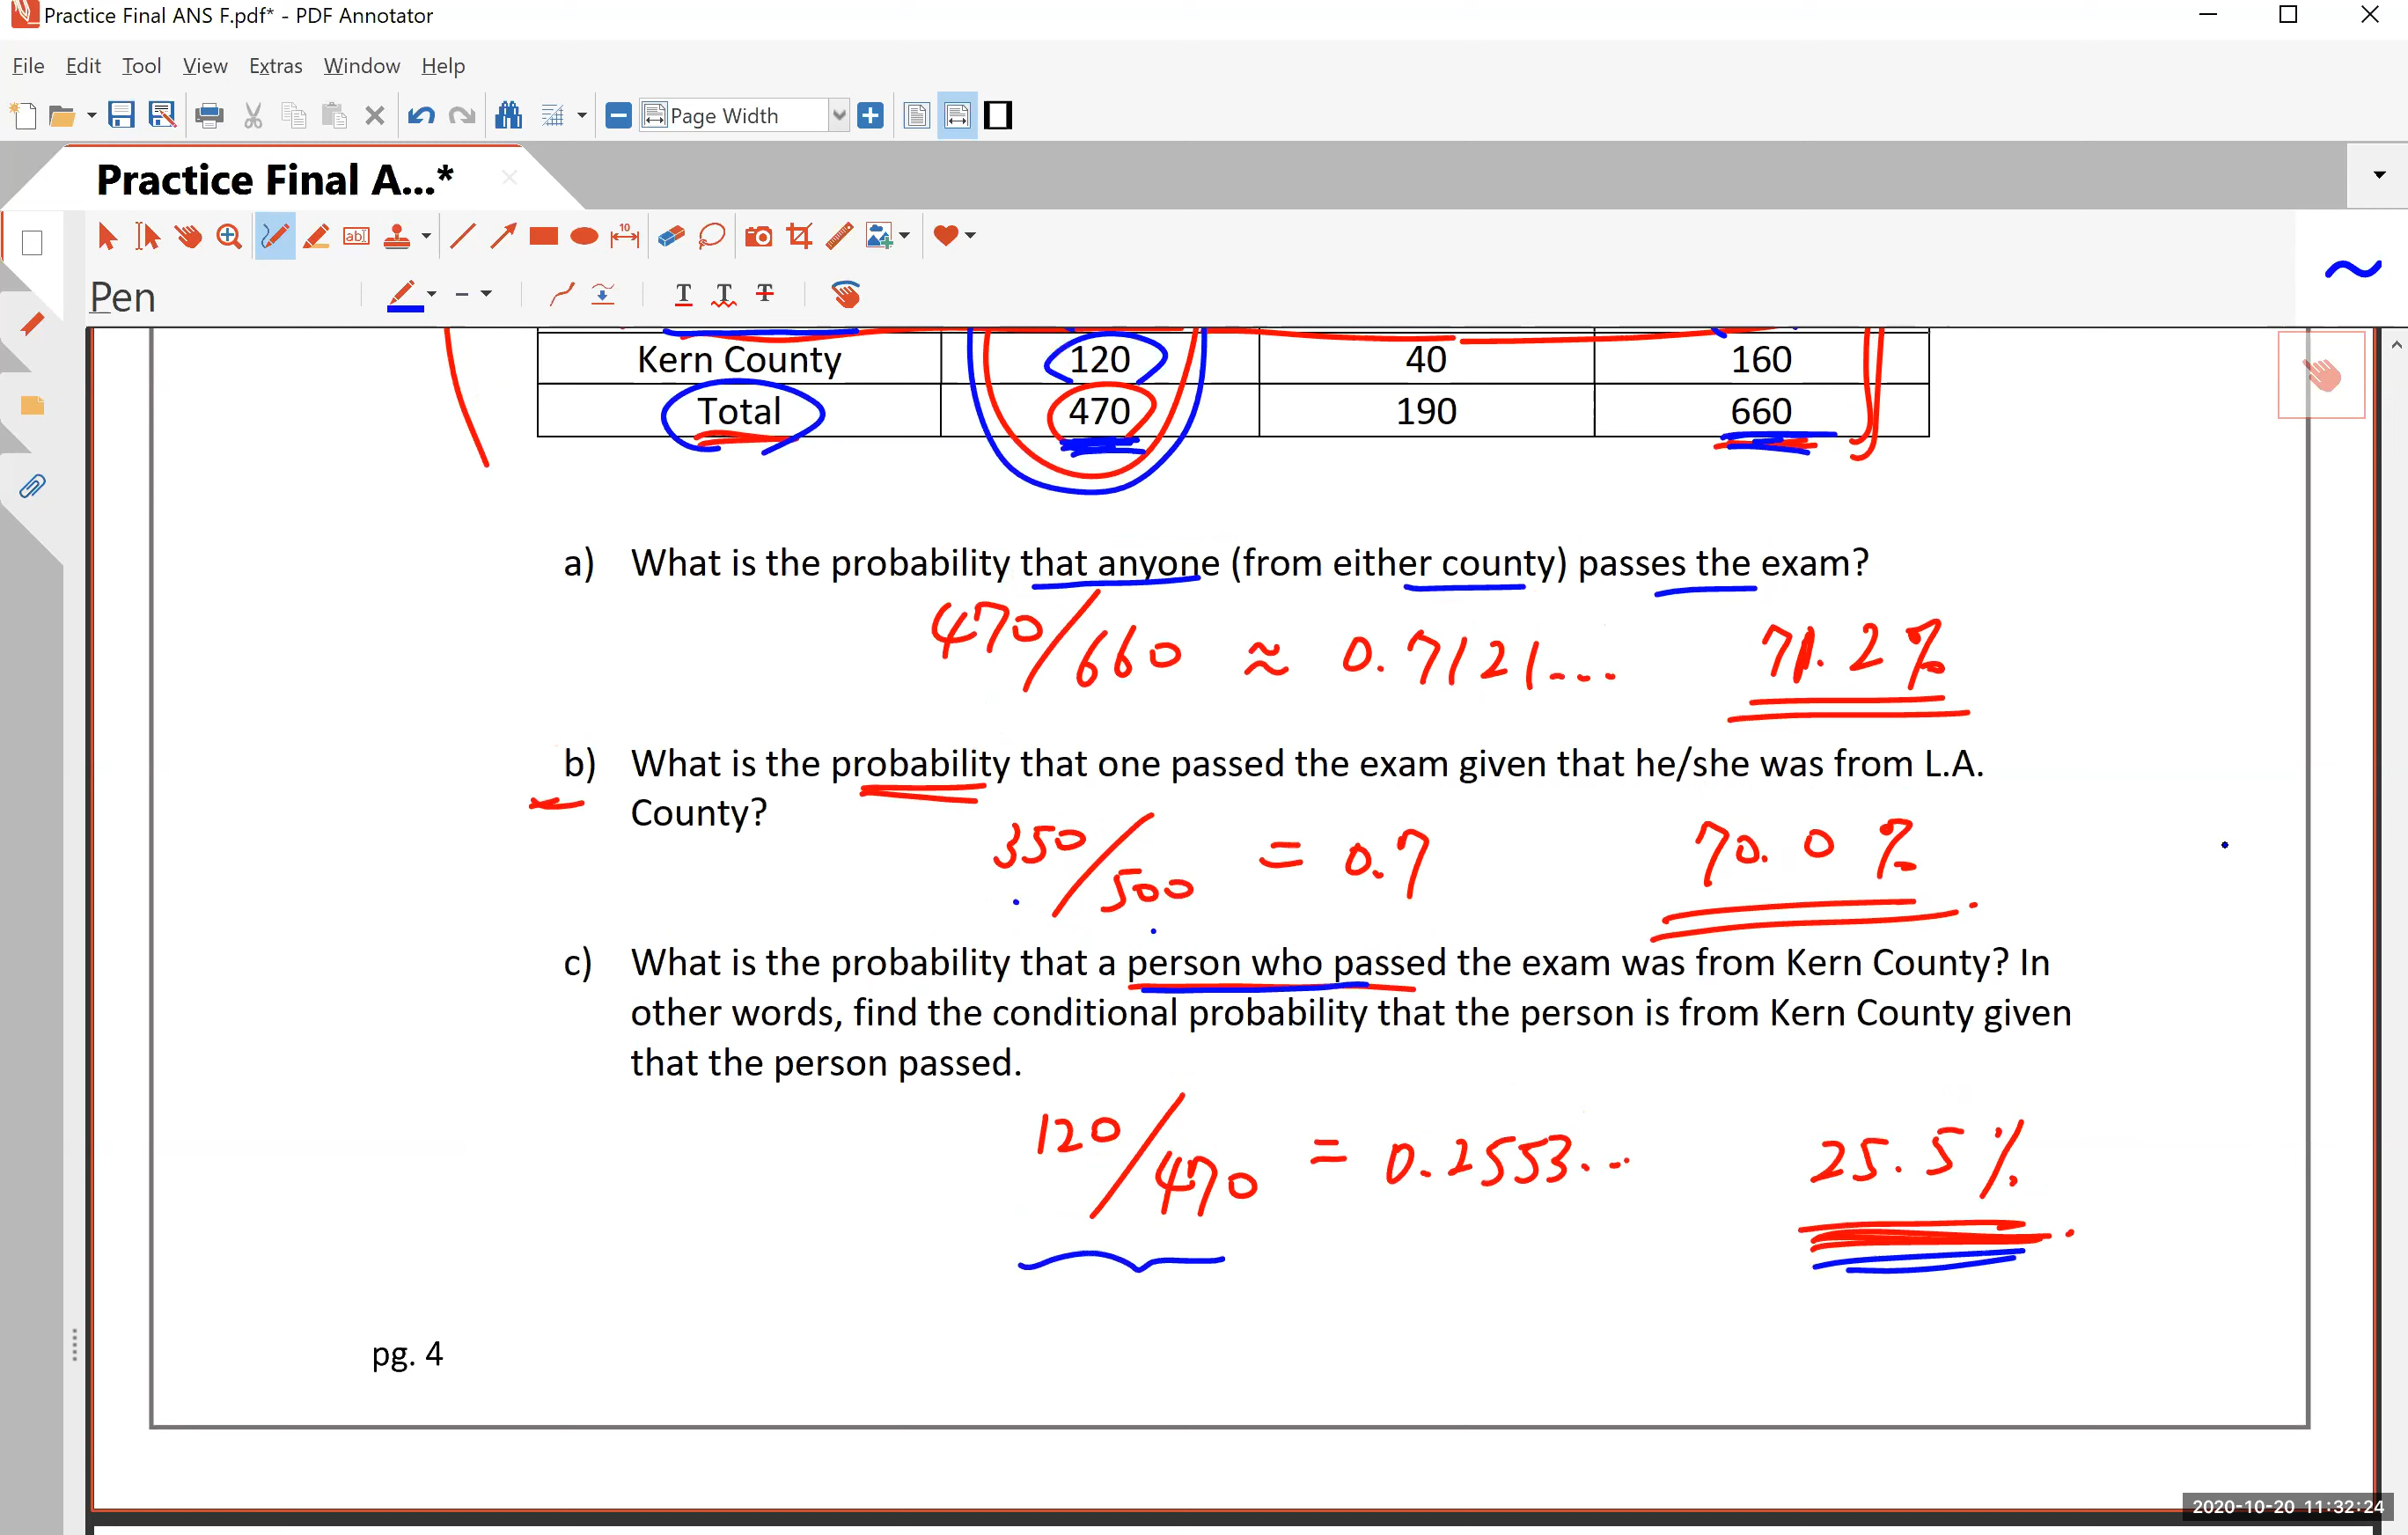 Practice Final ANS F.pdf* - PDF Annotator
File Edit Tool View Extras Window Help
Page Width
Practice Final A...*
abI
10
Pen
T T T
Kern County 120 40 160
Total 470 190 660
a) What is the probability that anyone (from either county) passes the exam?
470/660 ≈ 0.7121... 71.2%
b) What is the probability that one passed the exam given that he/she was from L.A.
County?
350/500 = 0.7 70.0%
c) What is the probability that a person who passed the exam was from Kern County? In
other words, find the conditional probability that the person is from Kern County given
that the person passed.
120/470 = 0.2553... 25.5%
pg. 4
2020-10-20 11:32:24